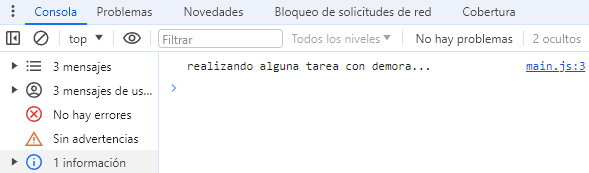 Consola Problemas Novedades Bloqueo de solicitudes de red Cobertura
top Filtrar Todos los niveles No hay problemas 2 ocultos
3 mensajes
3 mensajes de us...
No hay errores
Sin advertencias
1 información
realizando alguna tarea con demora... main.js:3